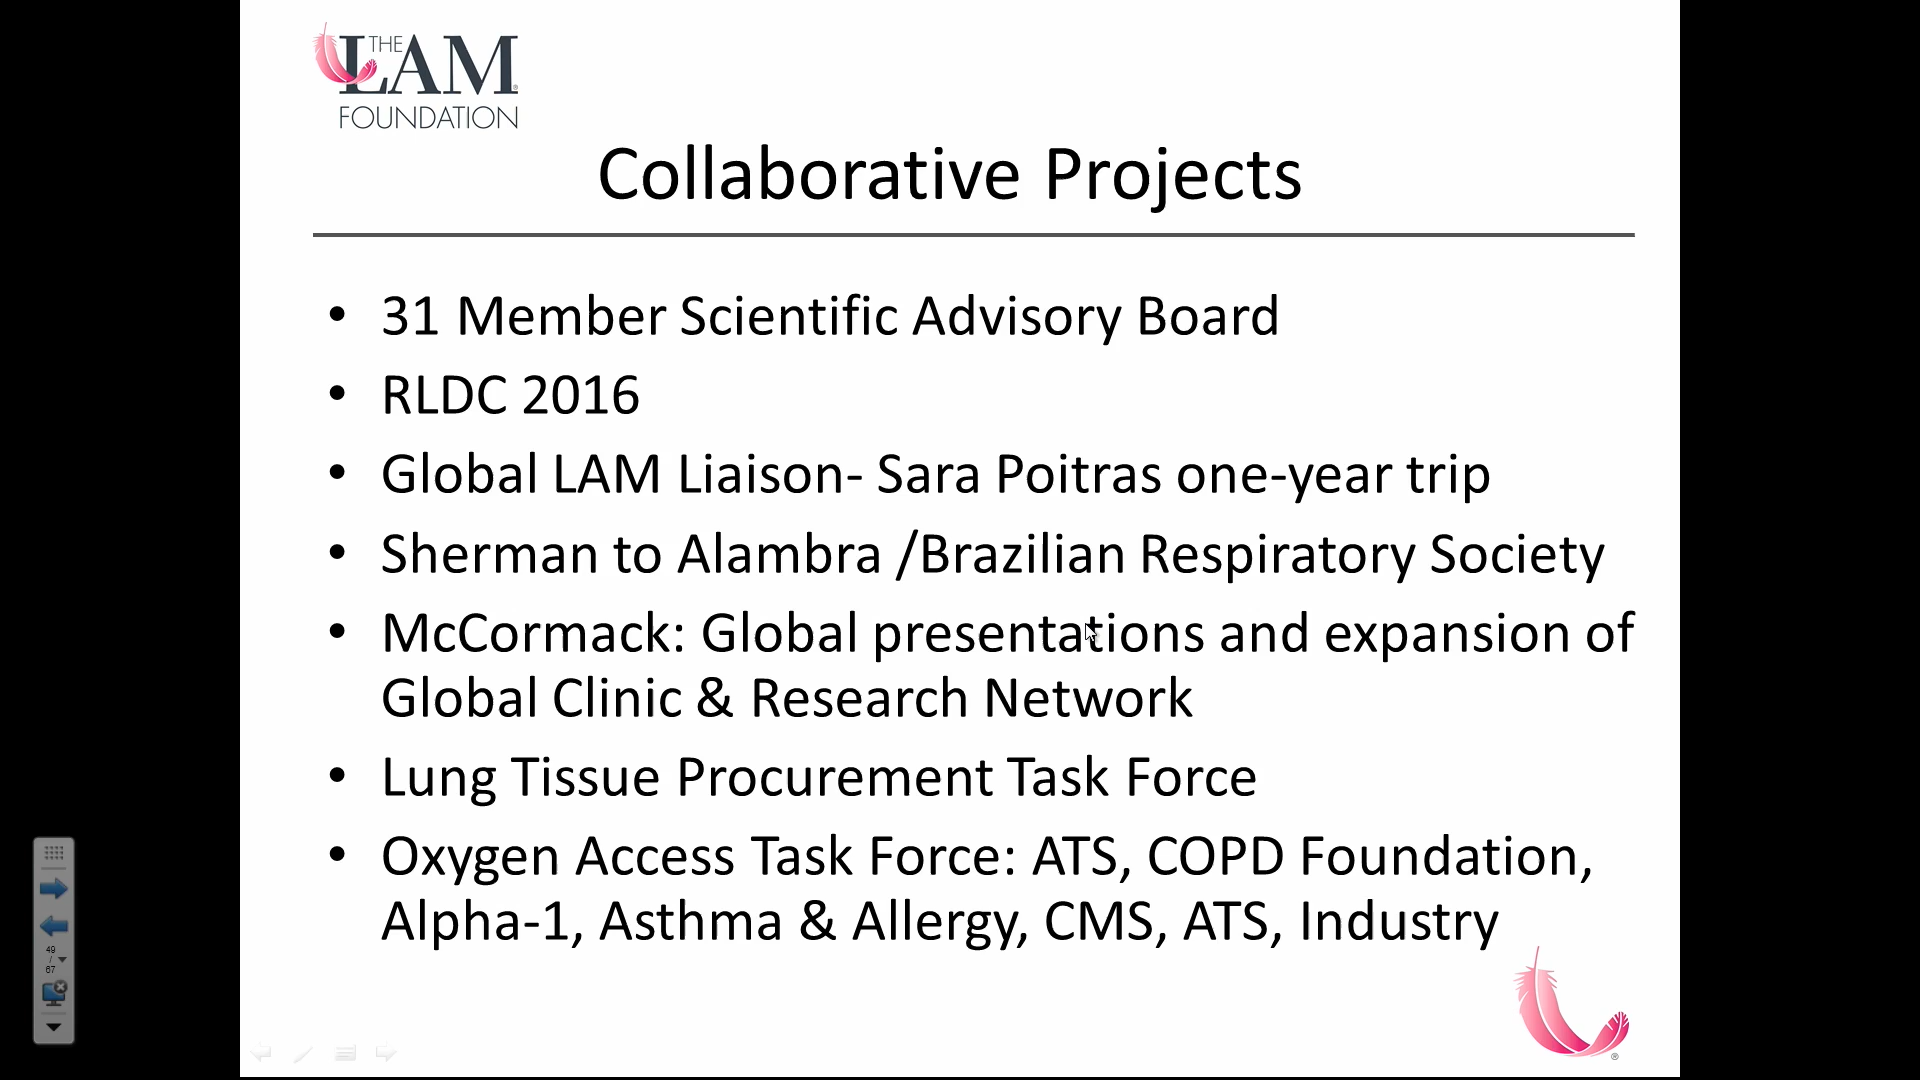 THE
LAM
FOUNDATION
Collaborative Projects
• 31 Member Scientific Advisory Board
• RLDC 2016
• Global LAM Liaison- Sara Poitras one-year trip
• Sherman to Alambra /Brazilian Respiratory Society
• McCormack: Global presentations and expansion of
Global Clinic & Research Network
• Lung Tissue Procurement Task Force
• Oxygen Access Task Force: ATS, COPD Foundation,
Alpha-1, Asthma & Allergy, CMS, ATS, Industry
49
/
67
®